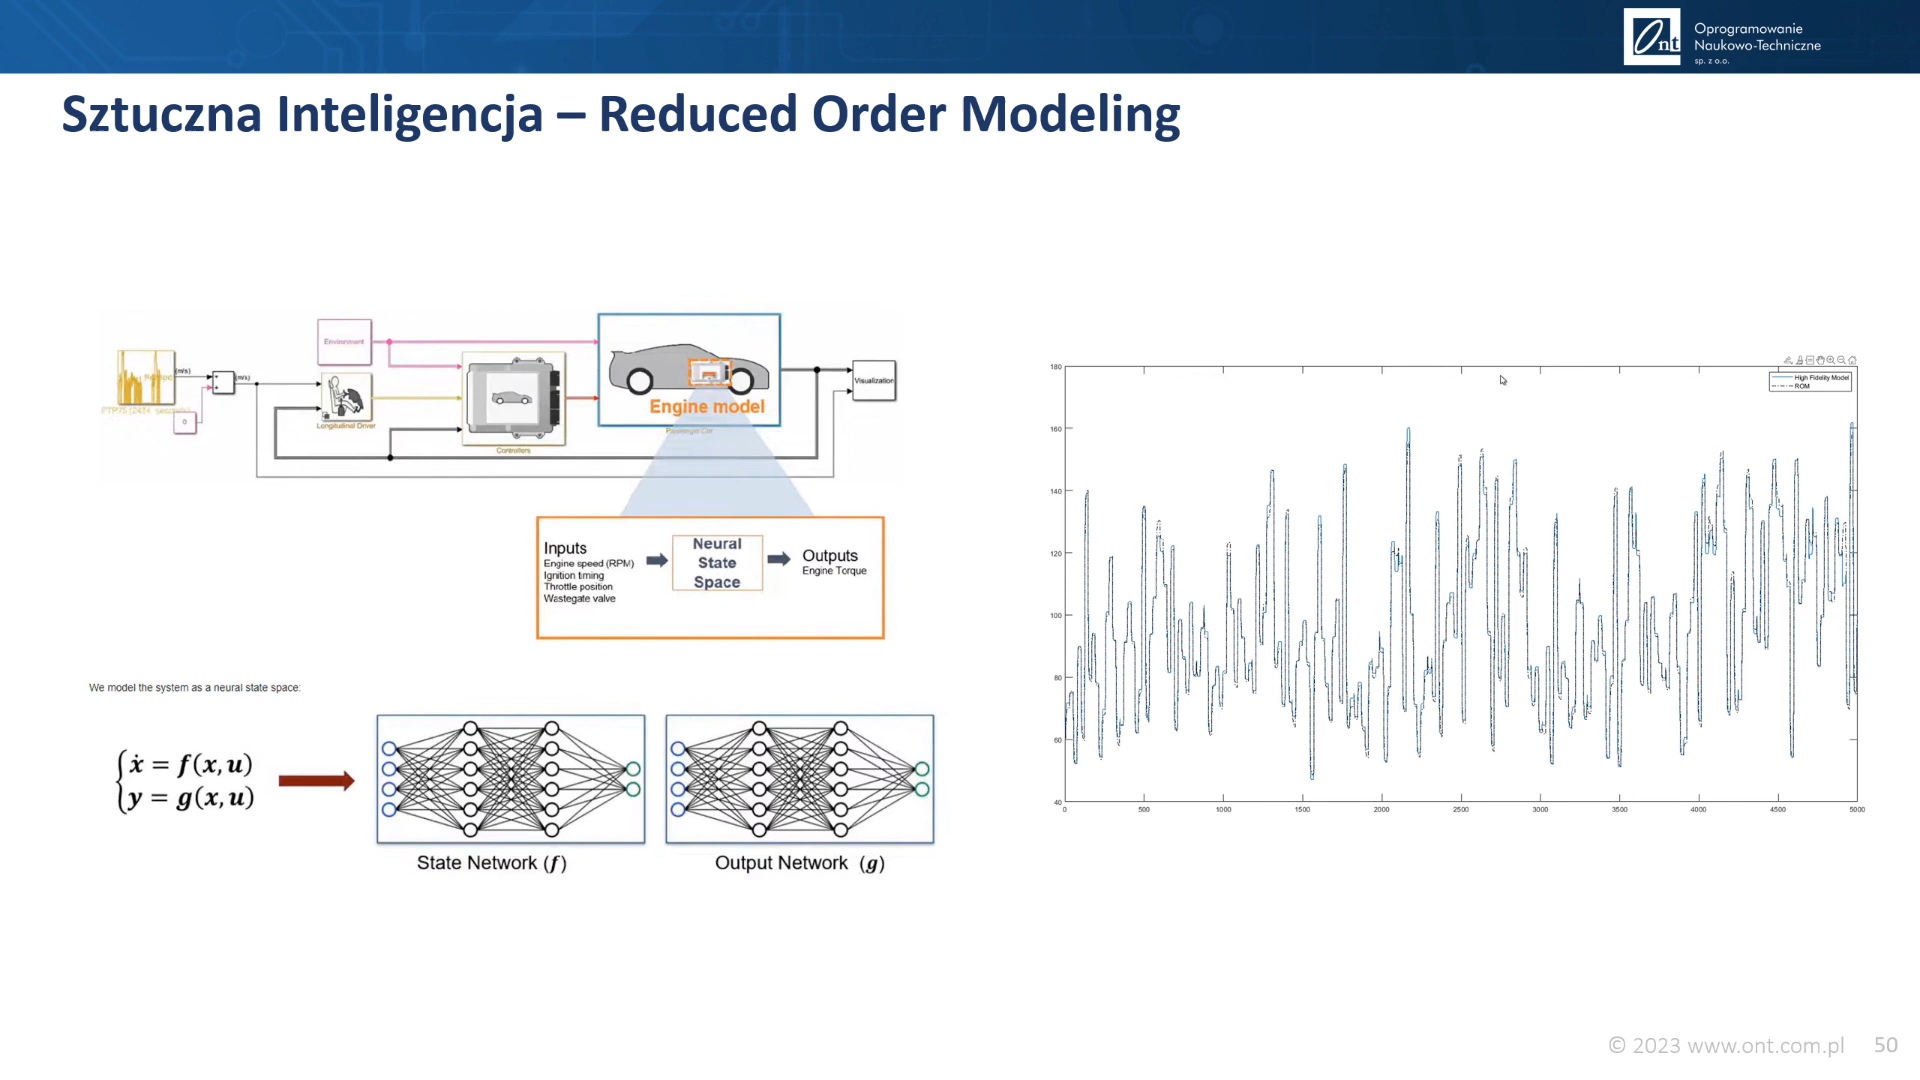 Ont
Oprogramowanie
Naukowo-Techniczne
sp. z o.o.
Sztuczna Inteligencja – Reduced Order Modeling
(m/s)
(m/s)
0
Environment
Longitudinal Driver
Controllers
Engine model
Passenger Car
Visualization
Inputs
Engine speed (RPM)
Ignition timing
Throttle position
Wastegate valve
Neural
State
Space
Outputs
Engine Torque
We model the system as a neural state space:
ẋ = f(x, u)
y = g(x, u)
State Network (f)
Output Network (g)
High Fidelity Model
ROM
180
160
140
120
100
80
60
40
0 500 1000 1500 2000 2500 3000 3500 4000 4500 5000
© 2023 www.ont.com.pl 50